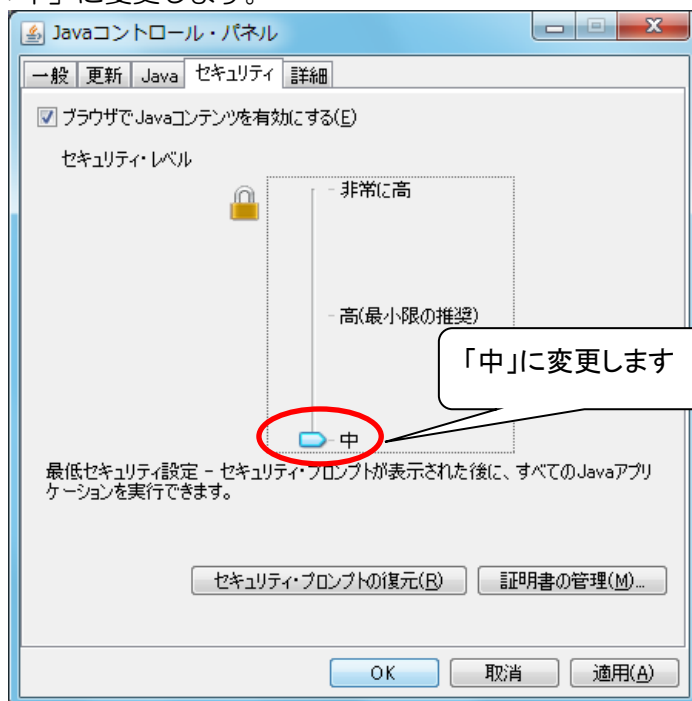 中」に変更します。
Javaコントロール・パネル
一般 更新 Java セキュリティ 詳細
ブラウザでJavaコンテンツを有効にする(E)
セキュリティ・レベル
非常に高
高(最小限の推奨)
「中」に変更します
中
最低セキュリティ設定 - セキュリティ・プロンプトが表示された後に、すべてのJavaアプリ
ケーションを実行できます。
セキュリティ・プロンプトの復元(R) 証明書の管理(M)...
OK 取消 適用(A)